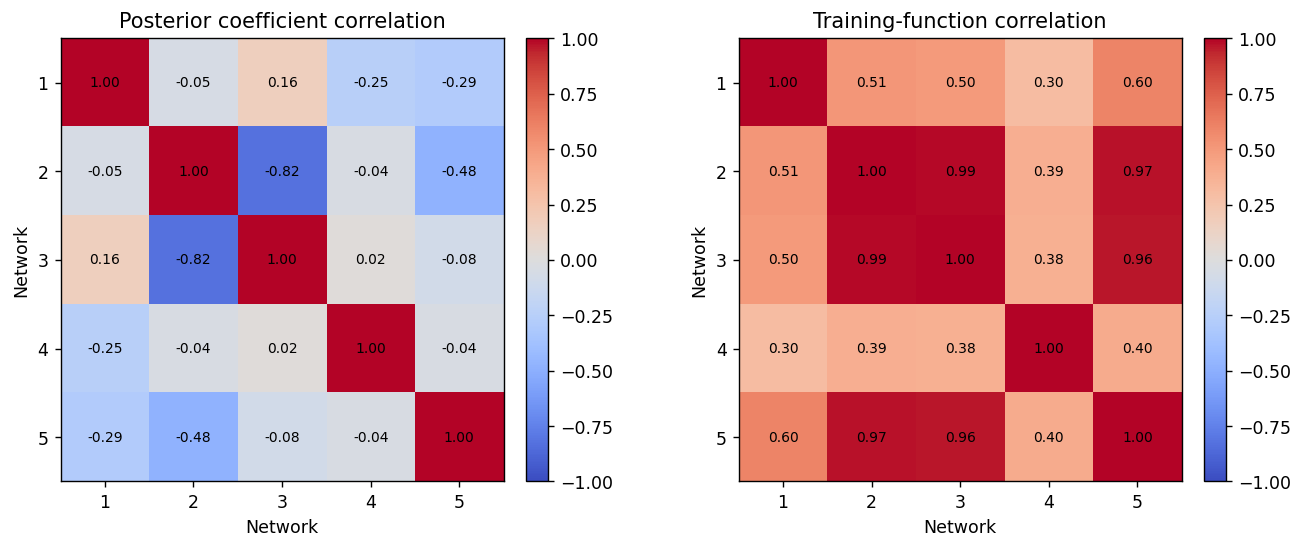 Posterior coefficient correlation
Network
1 1.00 -0.05 0.16 -0.25 -0.29
2 -0.05 1.00 -0.82 -0.04 -0.48
3 0.16 -0.82 1.00 0.02 -0.08
4 -0.25 -0.04 0.02 1.00 -0.04
5 -0.29 -0.48 -0.08 -0.04 1.00
1 2 3 4 5
Network
1.00
0.75
0.50
0.25
0.00
−0.25
−0.50
−0.75
−1.00
Training-function correlation
Network
1 1.00 0.51 0.50 0.30 0.60
2 0.51 1.00 0.99 0.39 0.97
3 0.50 0.99 1.00 0.38 0.96
4 0.30 0.39 0.38 1.00 0.40
5 0.60 0.97 0.96 0.40 1.00
1 2 3 4 5
Network
1.00
0.75
0.50
0.25
0.00
−0.25
−0.50
−0.75
−1.00